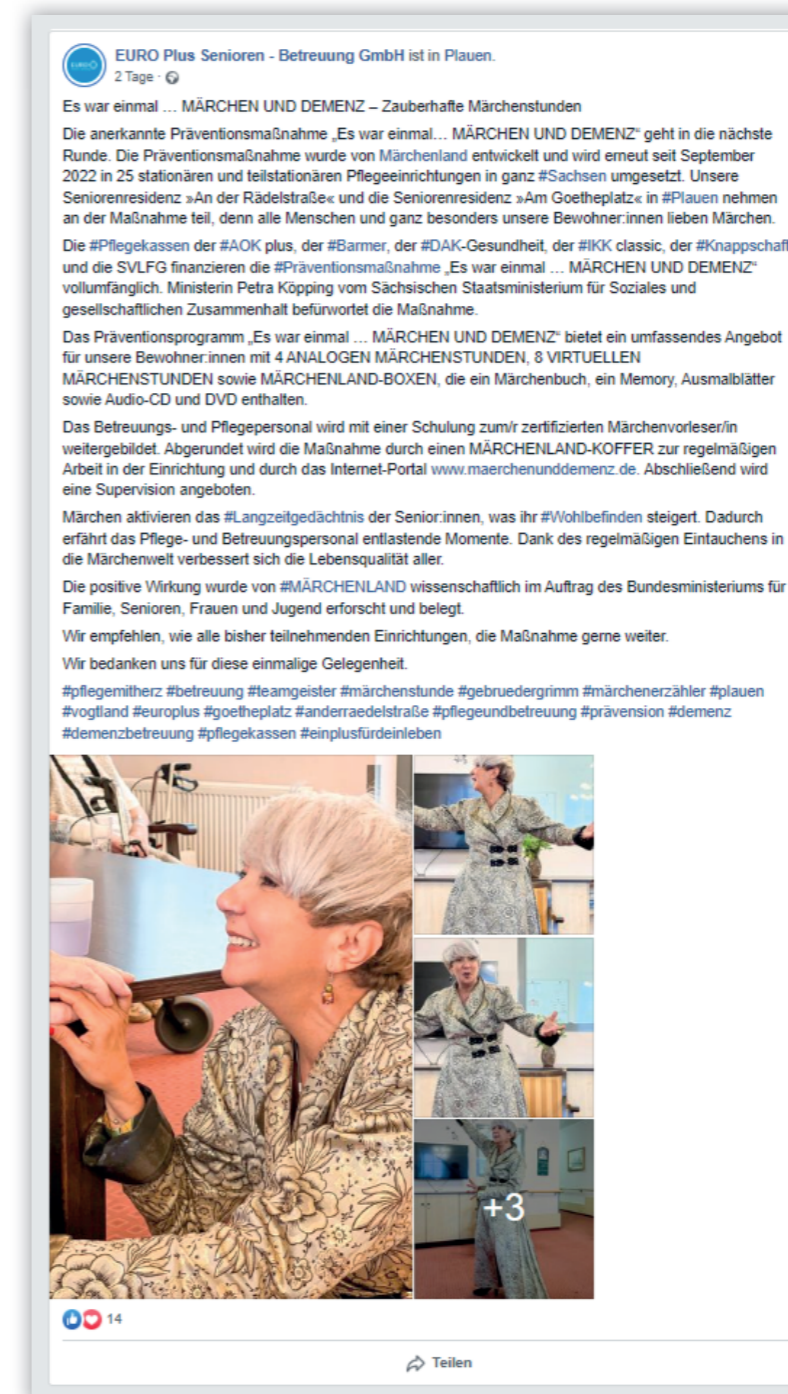 EURO Plus Senioren - Betreuung GmbH ist in Plauen.
2 Tage ·
Es war einmal … MÄRCHEN UND DEMENZ – Zauberhafte Märchenstunden
Die anerkannte Präventionsmaßnahme „Es war einmal… MÄRCHEN UND DEMENZ“ geht in die nächste
Runde. Die Präventionsmaßnahme wurde von Märchenland entwickelt und wird erneut seit September
2022 in 25 stationären und teilstationären Pflegeeinrichtungen in ganz #Sachsen umgesetzt. Unsere
Seniorenresidenz »An der Rädelstraße« und die Seniorenresidenz »Am Goetheplatz« in #Plauen nehmen
an der Maßnahme teil, denn alle Menschen und ganz besonders unsere Bewohner:innen lieben Märchen.
Die #Pflegekassen der #AOK plus, der #Barmer, der #DAK-Gesundheit, der #IKK classic, der #Knappschaft
und die SVLFG finanzieren die #Präventionsmaßnahme „Es war einmal … MÄRCHEN UND DEMENZ“
vollumfänglich. Ministerin Petra Köpping vom Sächsischen Staatsministerium für Soziales und
gesellschaftlichen Zusammenhalt befürwortet die Maßnahme.
Das Präventionsprogramm „Es war einmal … MÄRCHEN UND DEMENZ“ bietet ein umfassendes Angebot
für unsere Bewohner:innen mit 4 ANALOGEN MÄRCHENSTUNDEN, 8 VIRTUELLEN
MÄRCHENSTUNDEN sowie MÄRCHENLAND-BOXEN, die ein Märchenbuch, ein Memory, Ausmalblätter
sowie Audio-CD und DVD enthalten.
Das Betreuungs- und Pflegepersonal wird mit einer Schulung zum/r zertifizierten Märchenvorleser/in
weitergebildet. Abgerundet wird die Maßnahme durch einen MÄRCHENLAND-KOFFER zur regelmäßigen
Arbeit in der Einrichtung und durch das Internet-Portal www.maerchenunddemenz.de. Abschließend wird
eine Supervision angeboten.
Märchen aktivieren das #Langzeitgedächtnis der Senior:innen, was ihr #Wohlbefinden steigert. Dadurch
erfährt das Pflege- und Betreuungspersonal entlastende Momente. Dank des regelmäßigen Eintauchens in
die Märchenwelt verbessert sich die Lebensqualität aller.
Die positive Wirkung wurde von #MÄRCHENLAND wissenschaftlich im Auftrag des Bundesministeriums für
Familie, Senioren, Frauen und Jugend erforscht und belegt.
Wir empfehlen, wie alle bisher teilnehmenden Einrichtungen, die Maßnahme gerne weiter.
Wir bedanken uns für diese einmalige Gelegenheit.
#pflegemitherz #betreuung #teamgeister #märchenstunde #gebruedergrimm #märchenerzähler #plauen
#vogtland #europlus #goetheplatz #anderraedelstraße #pflegeundbetreuung #prävension #demenz
#demenzbetreuung #pflegekassen #einplusfürdeinleben
+3
14
Teilen